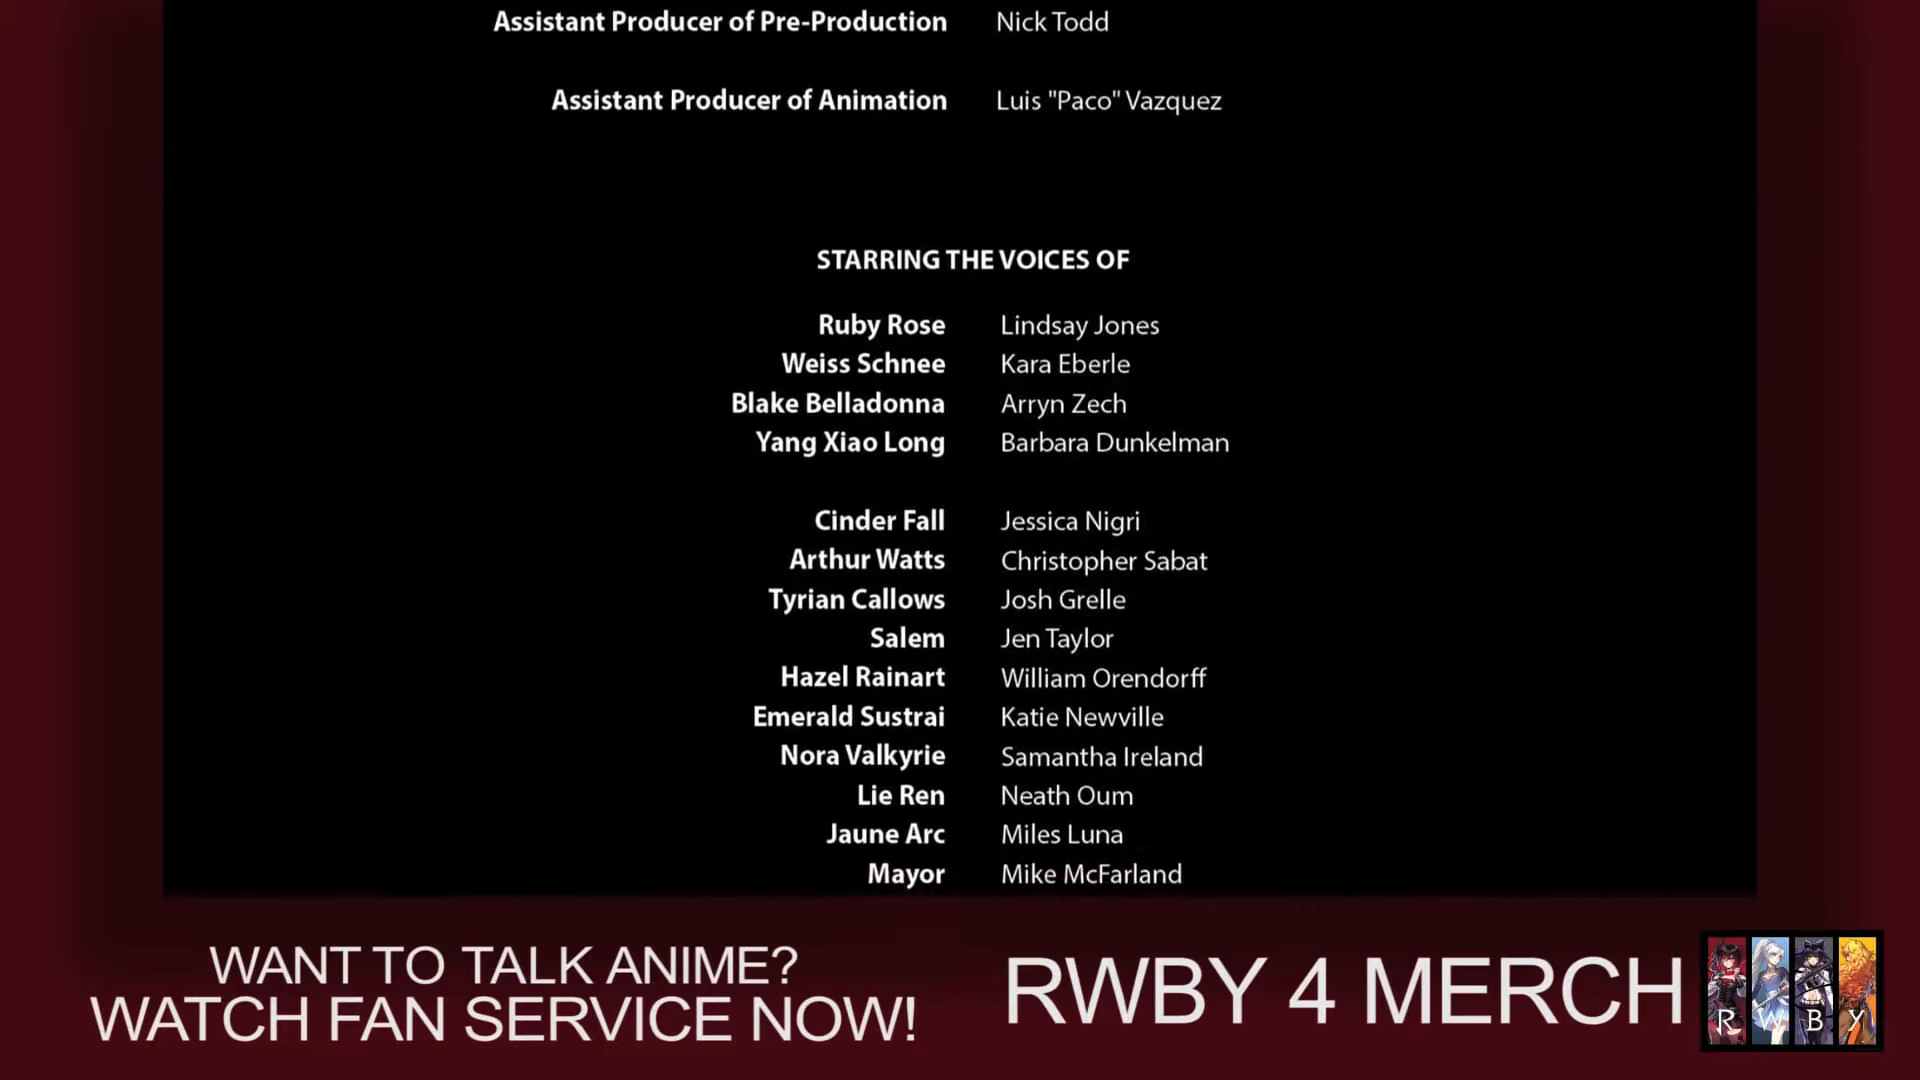 Assistant Producer of Pre-Production Nick Todd
Assistant Producer of Animation Luis "Paco" Vazquez
STARRING THE VOICES OF
Ruby Rose Lindsay Jones
Weiss Schnee Kara Eberle
Blake Belladonna Arryn Zech
Yang Xiao Long Barbara Dunkelman
Cinder Fall Jessica Nigri
Arthur Watts Christopher Sabat
Tyrian Callows Josh Grelle
Salem Jen Taylor
Hazel Rainart William Orendorff
Emerald Sustrai Katie Newville
Nora Valkyrie Samantha Ireland
Lie Ren Neath Oum
Jaune Arc Miles Luna
Mayor Mike McFarland
WANT TO TALK ANIME?
WATCH FAN SERVICE NOW!
RWBY 4 MERCH
R W B Y